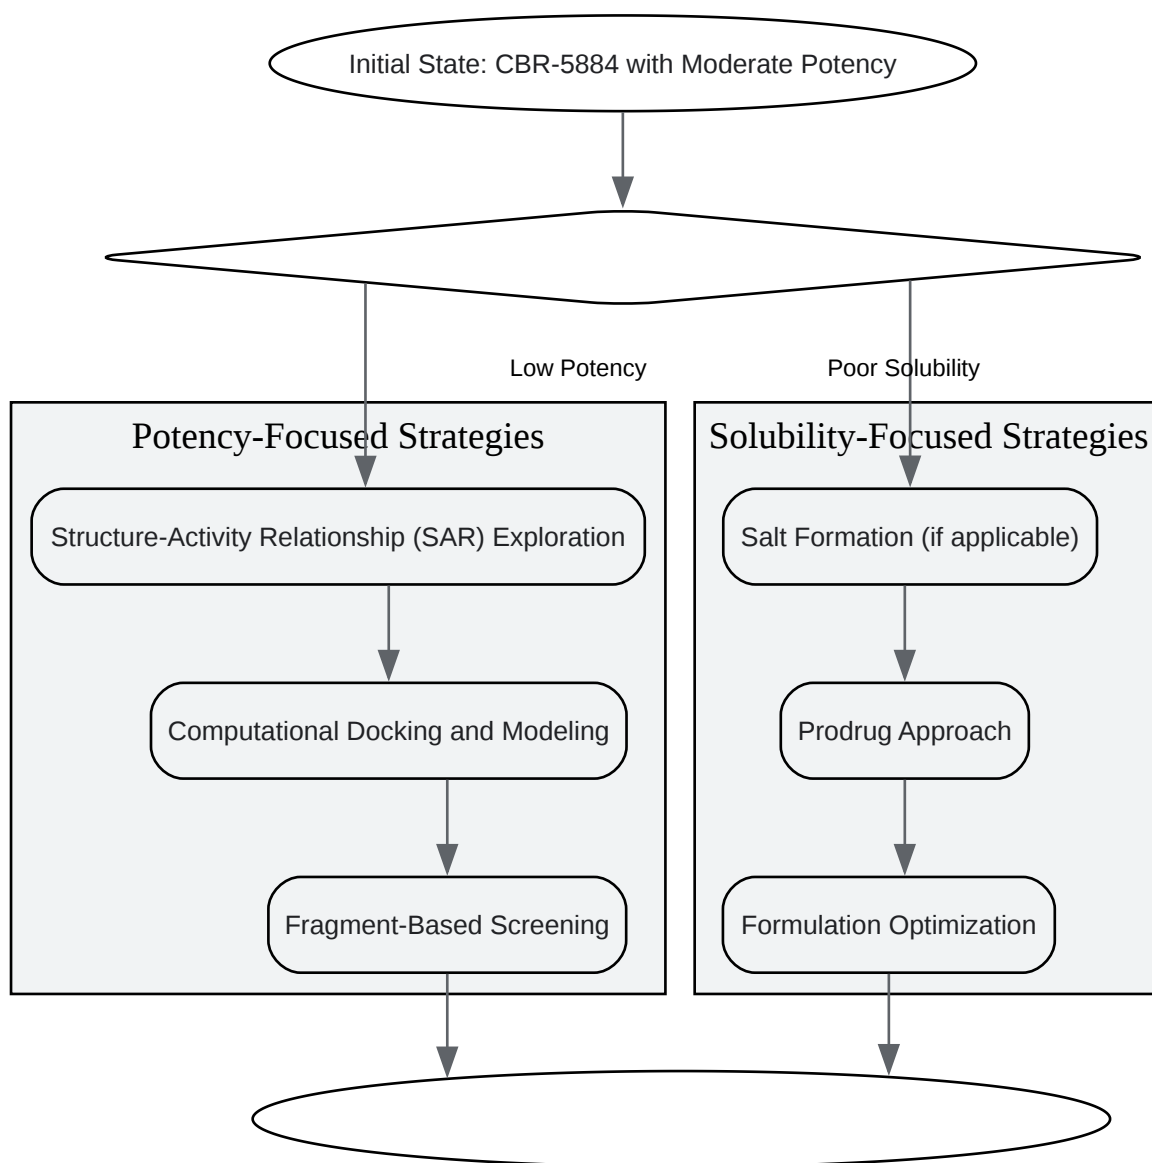 Initial State: CBR-5884 with Moderate Potency
Low Potency
Poor Solubility
Potency-Focused Strategies
Solubility-Focused Strategies
Structure-Activity Relationship (SAR) Exploration
Salt Formation (if applicable)
Computational Docking and Modeling
Prodrug Approach
Fragment-Based Screening
Formulation Optimization